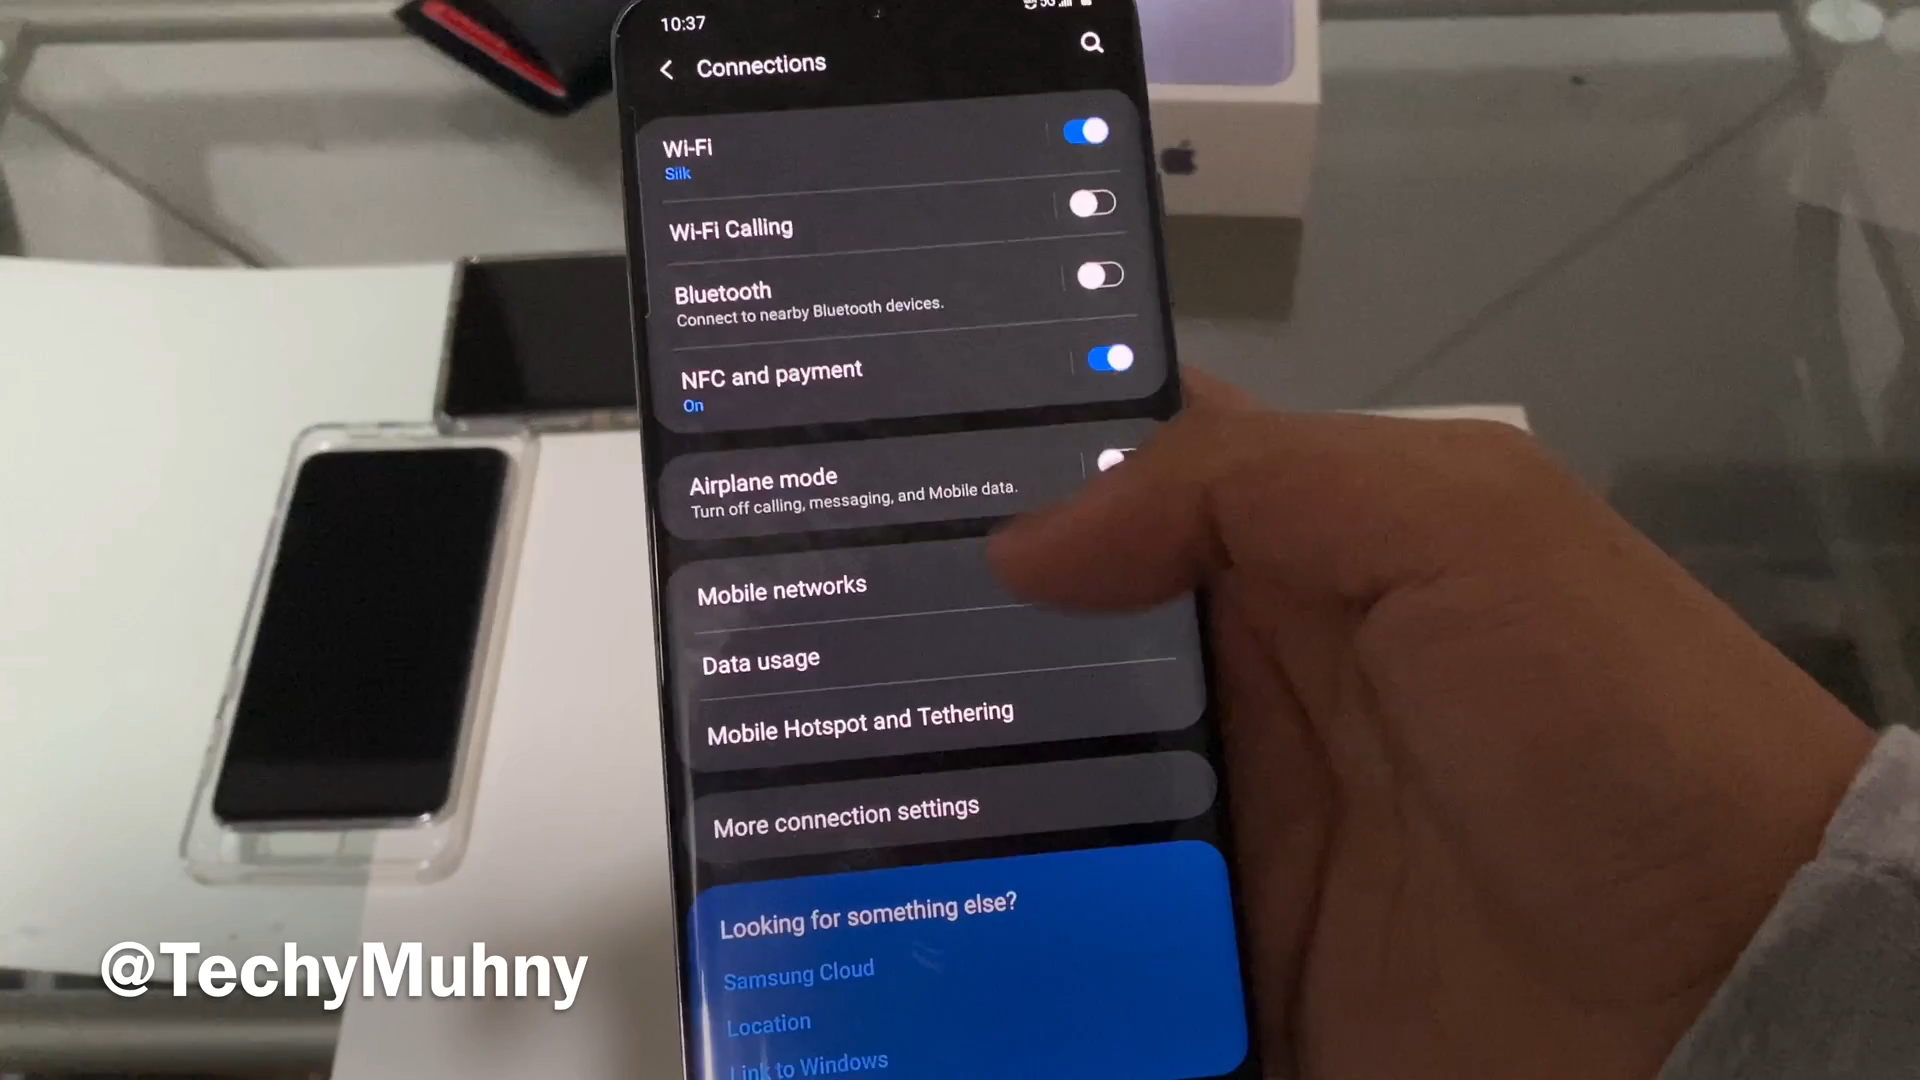 10:37
5G
Connections
Wi-Fi
Silk
Wi-Fi Calling
Bluetooth
Connect to nearby Bluetooth devices.
NFC and payment
On
Airplane mode
Turn off calling, messaging, and Mobile data.
Mobile networks
Data usage
Mobile Hotspot and Tethering
More connection settings
Looking for something else?
Samsung Cloud
Location
Link to Windows
@TechyMuhny